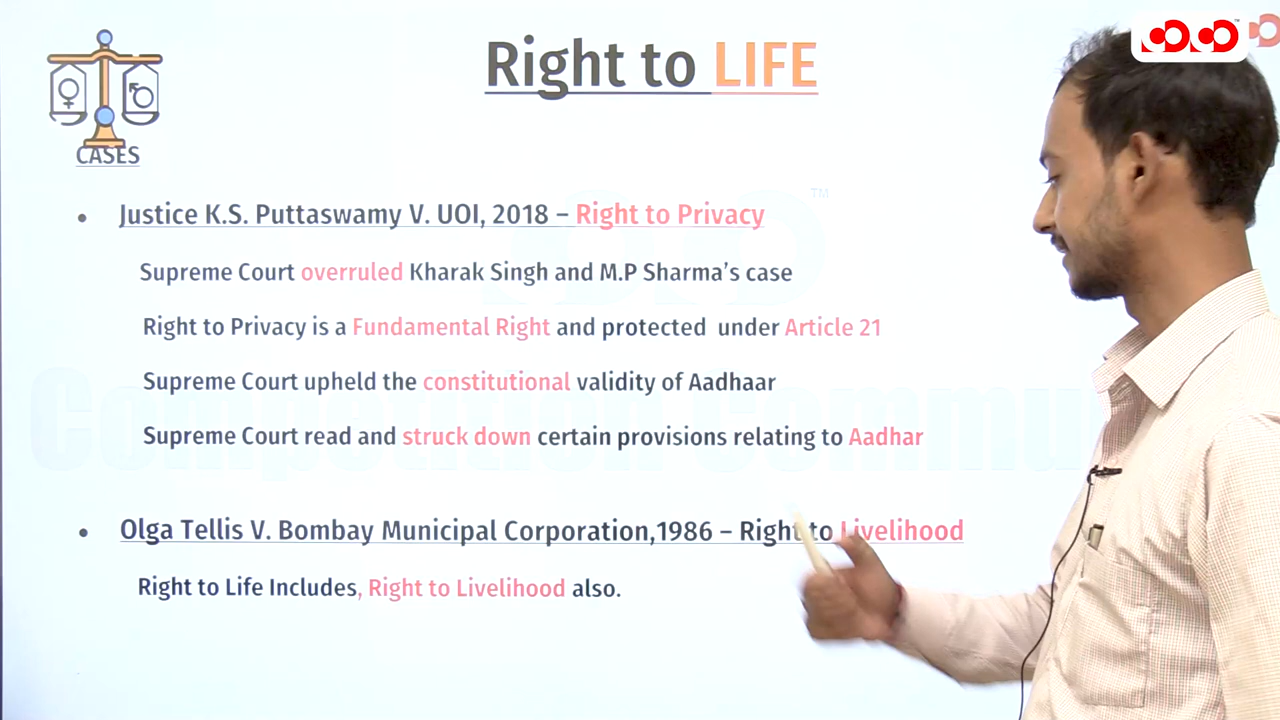 Right to LIFE
CASES
Justice K.S. Puttaswamy V. UOI, 2018 – Right to Privacy
Supreme Court overruled Kharak Singh and M.P Sharma’s case
Right to Privacy is a Fundamental Right and protected under Article 21
Supreme Court upheld the constitutional validity of Aadhaar
Supreme Court read and struck down certain provisions relating to Aadhar
Competition Commu
Olga Tellis V. Bombay Municipal Corporation,1986 – Right to Livelihood
Right to Life Includes, Right to Livelihood also.
TM